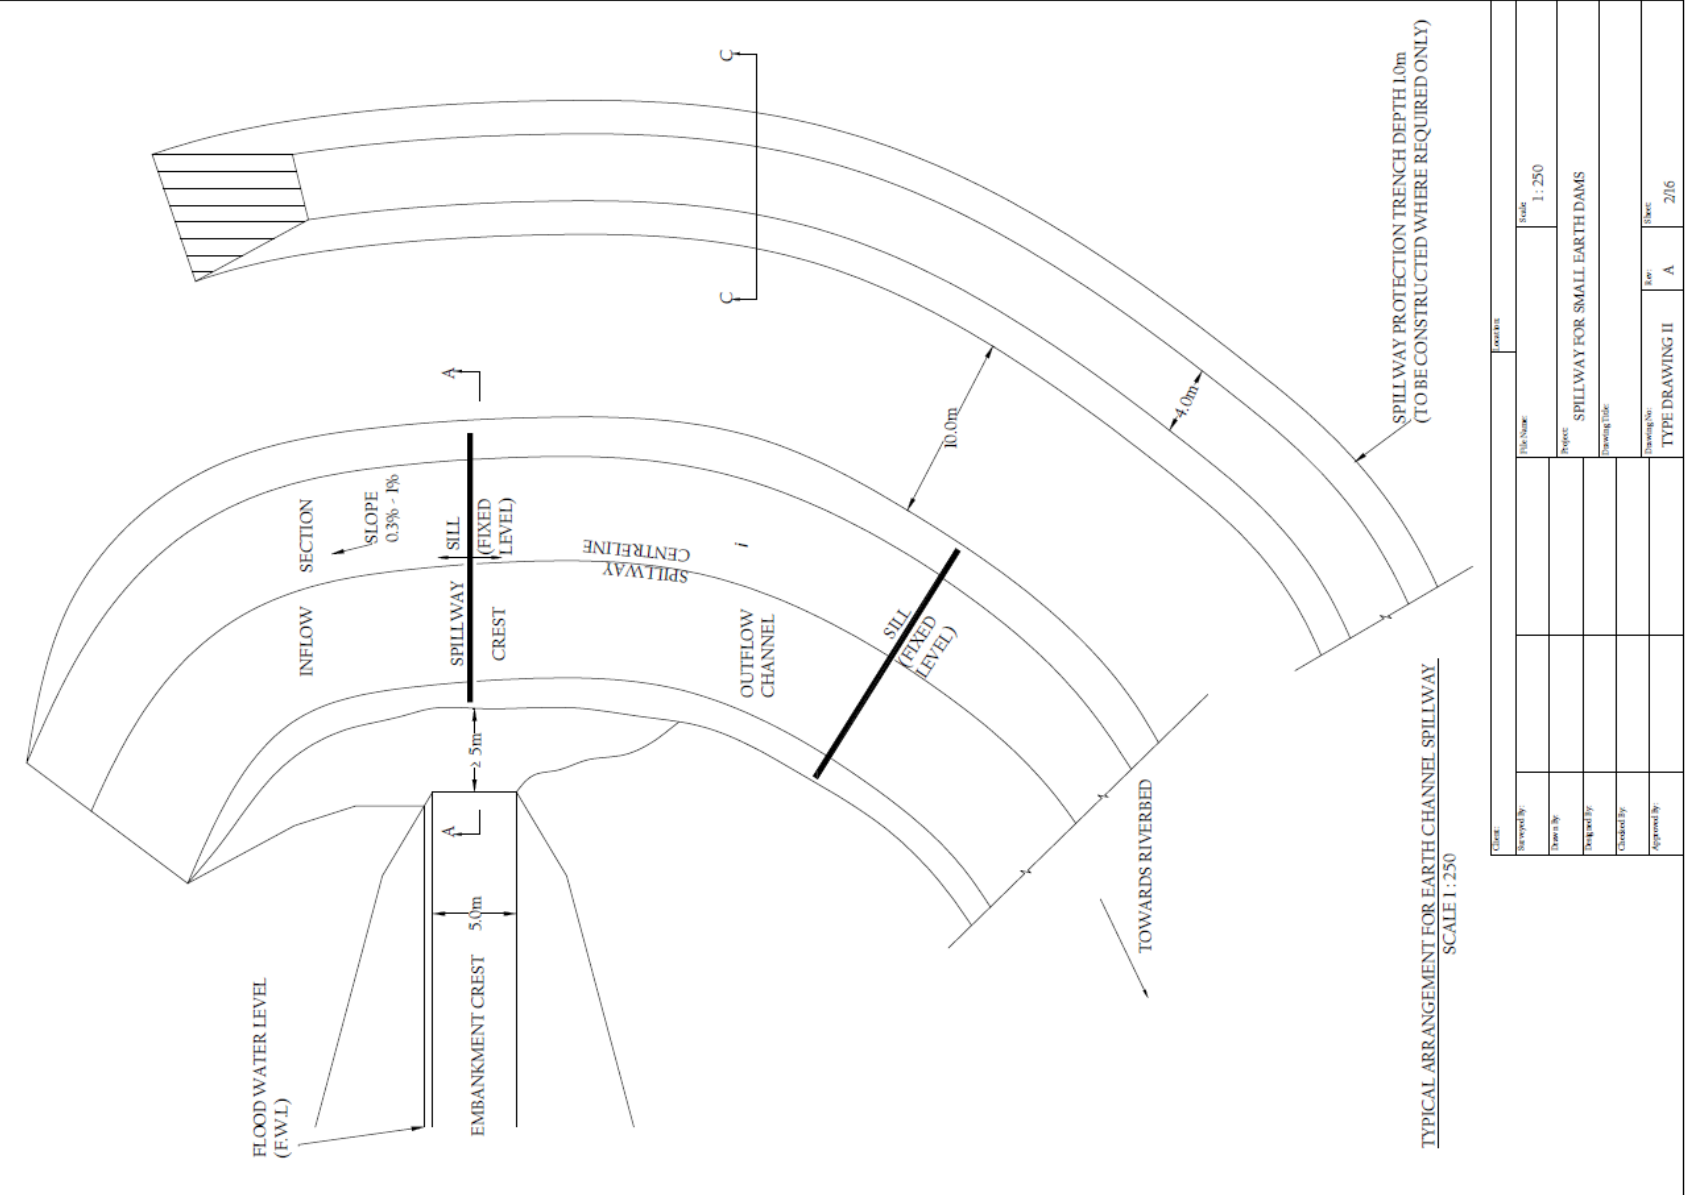 C
C
A
A
SPILLWAY PROTECTION TRENCH DEPTH 1.0m
(TO BE CONSTRUCTED WHERE REQUIRED ONLY)
10.0m
4.0m
INFLOW SECTION
SLOPE
0.3% - 1%
SPILLWAY SILL
CREST (FIXED
LEVEL)
SPILLWAY
CENTRELINE
i
OUTFLOW
CHANNEL
SILL
(FIXED
LEVEL)
≥ 5m
5.0m
EMBANKMENT CREST
FLOOD WATER LEVEL
(F.W.L)
TOWARDS RIVERBED
TYPICAL ARRANGEMENT FOR EARTH CHANNEL SPILLWAY
SCALE 1 : 250
Client:
Location:
Surveyed By:
File Name:
Scale:
1 : 250
Drawn By:
Designed By:
Project:
SPILLWAY FOR SMALL EARTH DAMS
Checked By:
Drawing Title:
Approved By:
Drawing No:
TYPE DRAWING II
Rev:
A
Sheet:
2/16